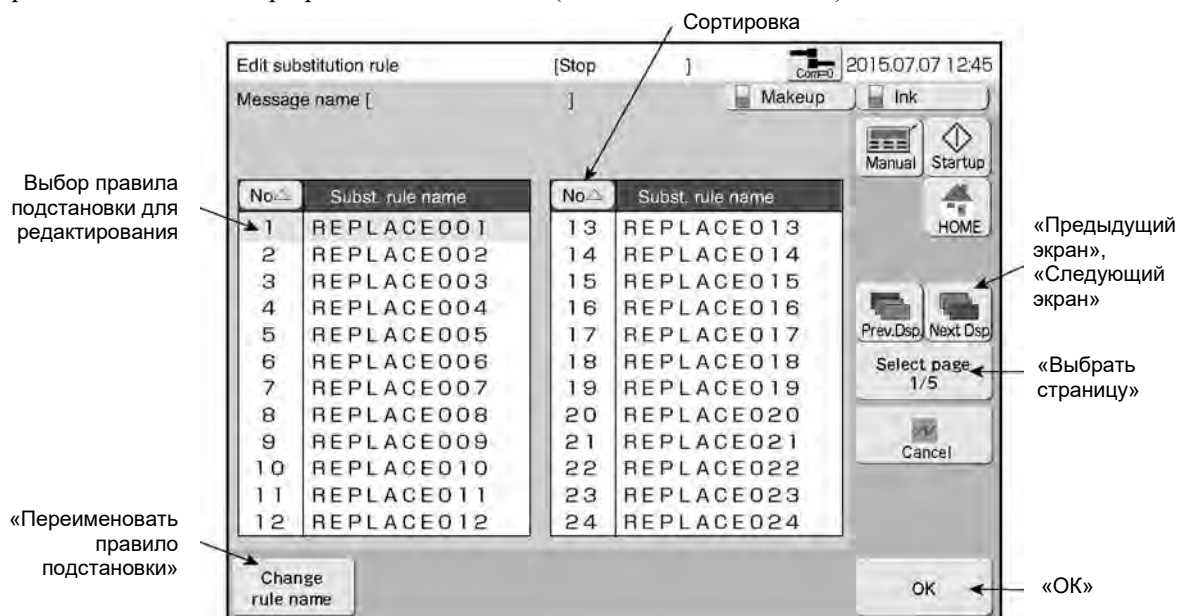 Сортировка
Edit substitution rule [Stop ] Com=0 2015.07.07 12:45
Message name [ ] Makeup Ink
Manual Startup
HOME
Выбор правила
подстановки для
редактирования
No Subst. rule name No Subst. rule name
1 REPLACE001 13 REPLACE013
2 REPLACE002 14 REPLACE014
3 REPLACE003 15 REPLACE015
4 REPLACE004 16 REPLACE016
5 REPLACE005 17 REPLACE017
6 REPLACE006 18 REPLACE018
7 REPLACE007 19 REPLACE019
8 REPLACE008 20 REPLACE020
9 REPLACE009 21 REPLACE021
10 REPLACE010 22 REPLACE022
11 REPLACE011 23 REPLACE023
12 REPLACE012 24 REPLACE024
«Предыдущий
экран»,
«Следующий
экран»
Prev.Dsp. Next Dsp
Select page
1/5
«Выбрать
страницу»
Cancel
«Переименовать
правило
подстановки»
Change
rule name
OK
«ОК»